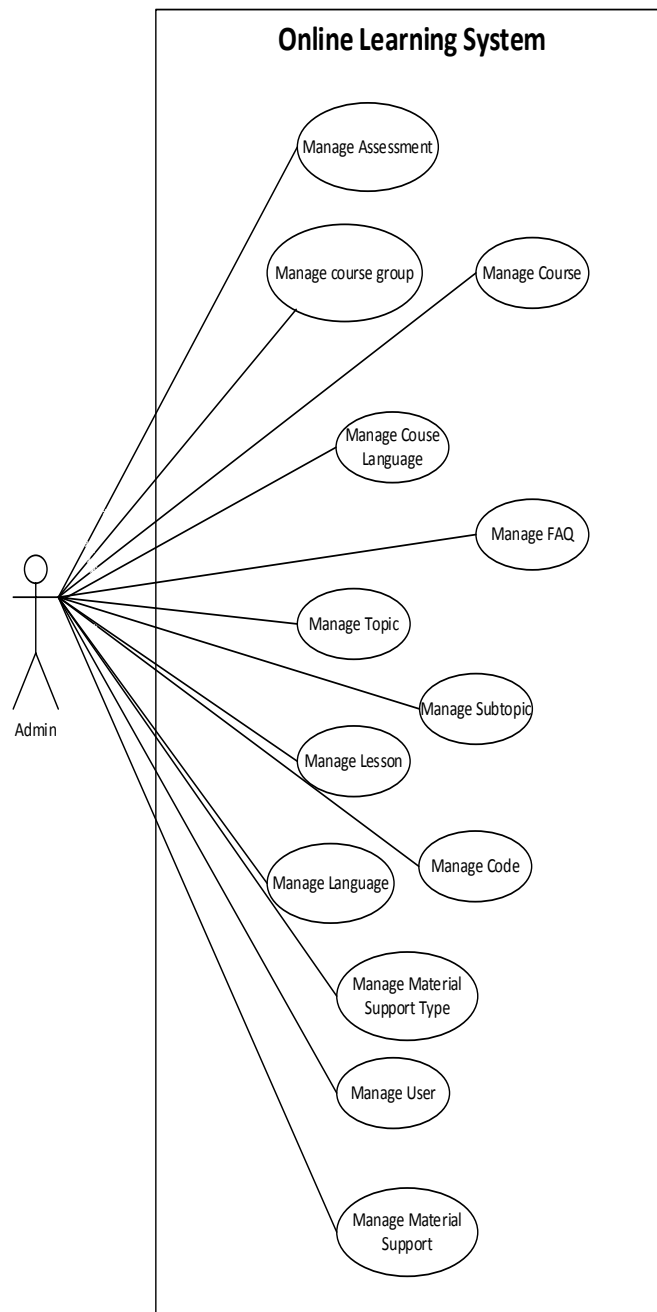 Online Learning System
Manage Assessment
Manage course group
Manage Course
Manage Couse
Language
Manage FAQ
Manage Topic
Manage Subtopic
Admin
Manage Lesson
Manage Code
Manage Language
Manage Material
Support Type
Manage User
Manage Material
Support